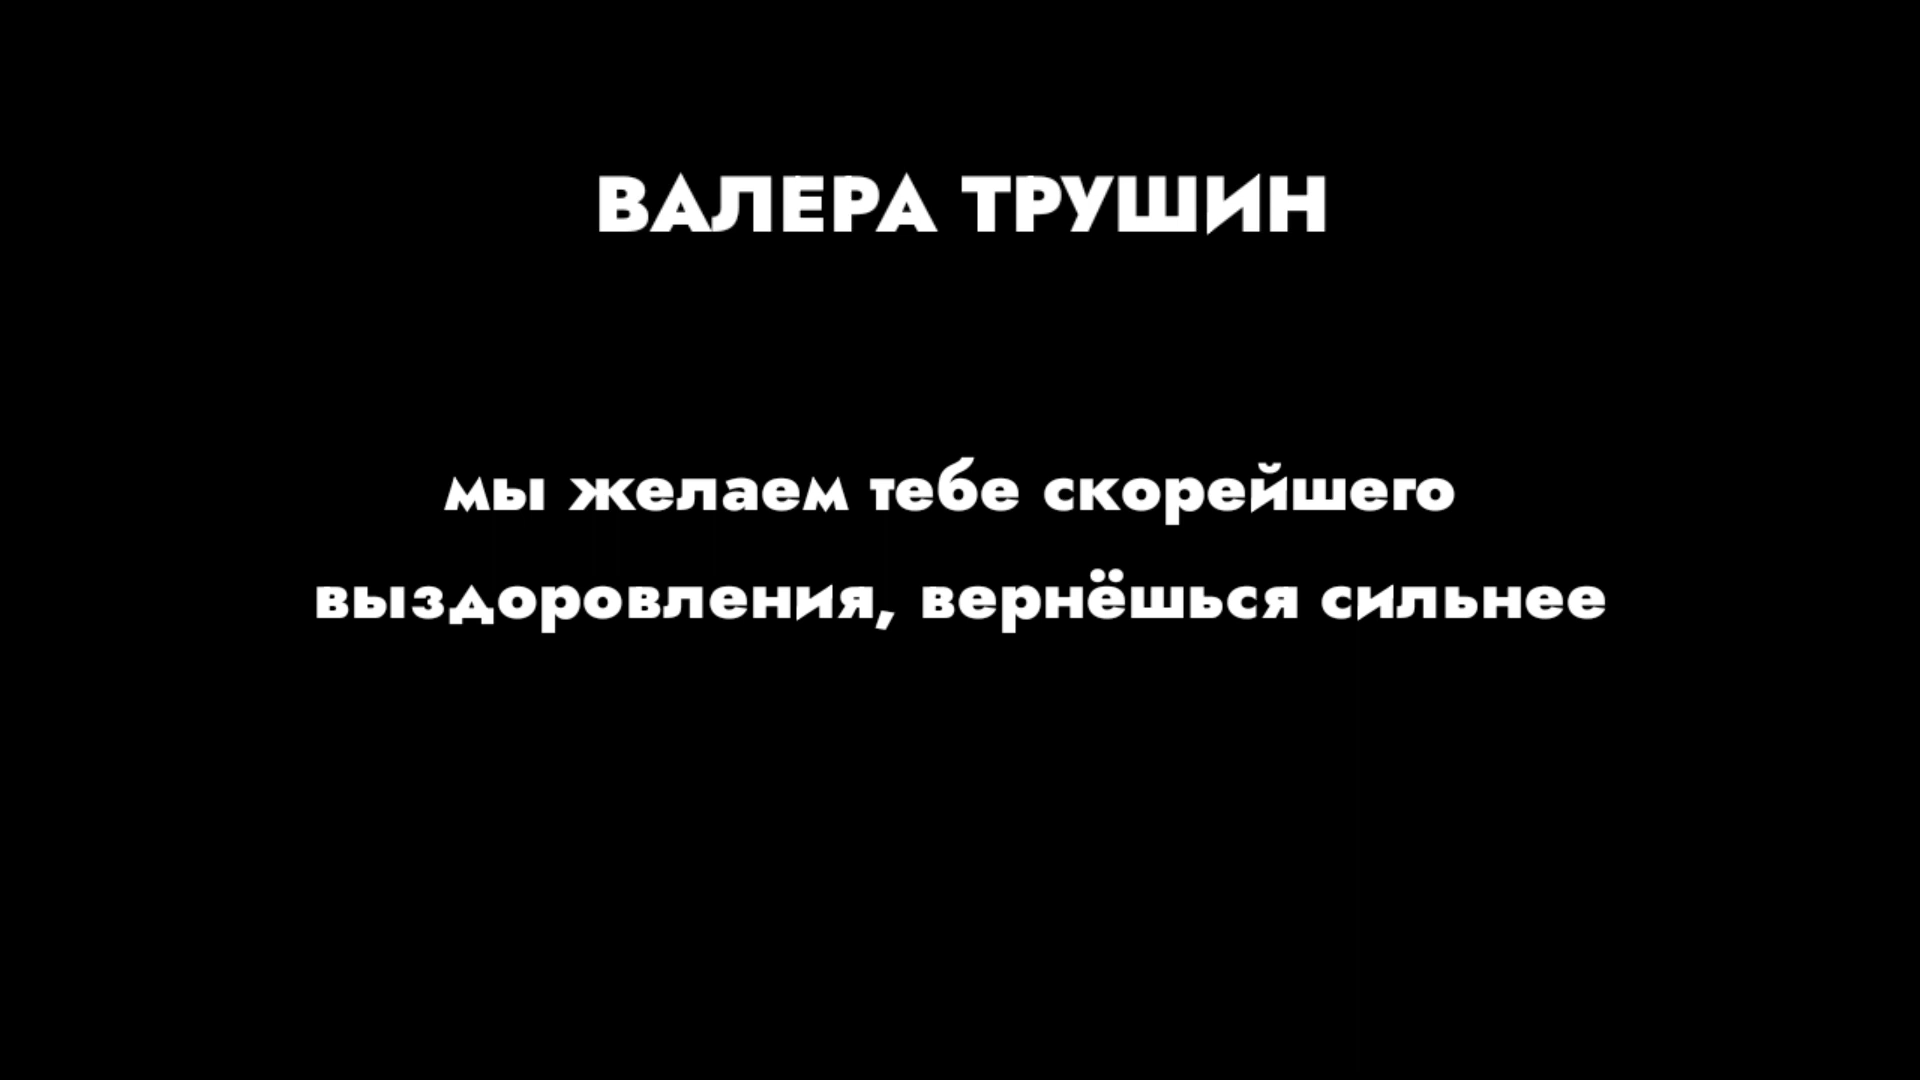 ВАЛЕРА ТРУШИН
мы желаем тебе скорейшего
выздоровления, вернёшься сильнее